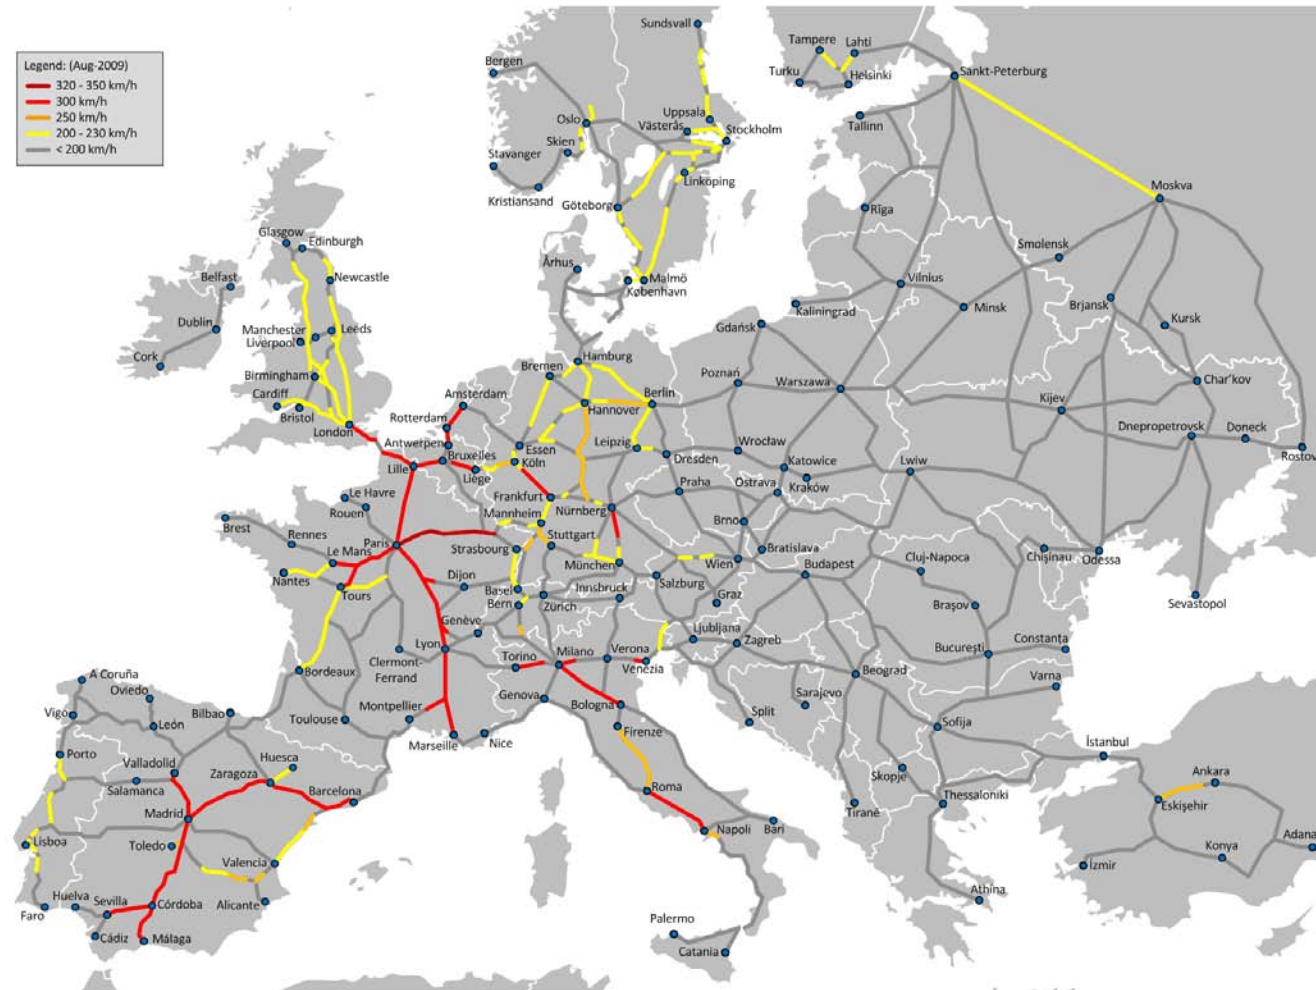 Sundsvall
Tampere
Lahti
Bergen
Turku
Helsinki
Sankt-Peterburg
Legend: (Aug-2009)
320 - 350 km/h
300 km/h
250 km/h
200 - 230 km/h
< 200 km/h
Oslo
Uppsala
Västerås
Stockholm
Tallinn
Skien
Stavanger
Linköping
Kristiansand
Göteborg
Moskva
Rīga
Glasgow
Edinburgh
Smolensk
Belfast
Newcastle
Århus
Malmö
København
Vilnius
Kaliningrad
Minsk
Brjansk
Dublin
Manchester
Leeds
Liverpool
Gdańsk
Kursk
Cork
Hamburg
Bremen
Birmingham
Poznań
Warszawa
Char'kov
Cardiff
Amsterdam
Berlin
Bristol
Rotterdam
Hannover
Kijev
London
Antwerpen
Essen
Leipzig
Wrocław
Dnepropetrovsk
Doneck
Bruxelles
Köln
Dresden
Katowice
Lwiw
Rostov
Lille
Liège
Praha
Ostrava
Kraków
Le Havre
Frankfurt
Rouen
Mannheim
Nürnberg
Brno
Brest
Rennes
Paris
Stuttgart
Le Mans
Strasbourg
Bratislava
Cluj-Napoca
Chişinau
Odessa
Nantes
München
Wien
Budapest
Tours
Dijon
Basel
Innsbruck
Salzburg
Bern
Zürich
Graz
Braşov
Sevastopol
Genève
Ljubljana
Zagreb
Lyon
Torino
Milano
Verona
Bucureşti
Constanţa
Clermont-
Ferrand
Venezia
Beograd
A Coruña
Bordeaux
Varna
Oviedo
Genova
Bologna
Sarajevo
Vigo
León
Bilbao
Toulouse
Montpellier
Split
Sofija
Firenze
Marseille
Nice
Porto
Valladolid
Huesca
İstanbul
Zaragoza
Barcelona
Skopje
Ankara
Salamanca
Roma
Thessaloniki
Eskişehir
Madrid
Tiranë
Napoli
Bari
Lisboa
Toledo
Adana
Valencia
Konya
İzmir
Huelva
Sevilla
Córdoba
Alicante
Athina
Faro
Cádiz
Málaga
Palermo
Catania